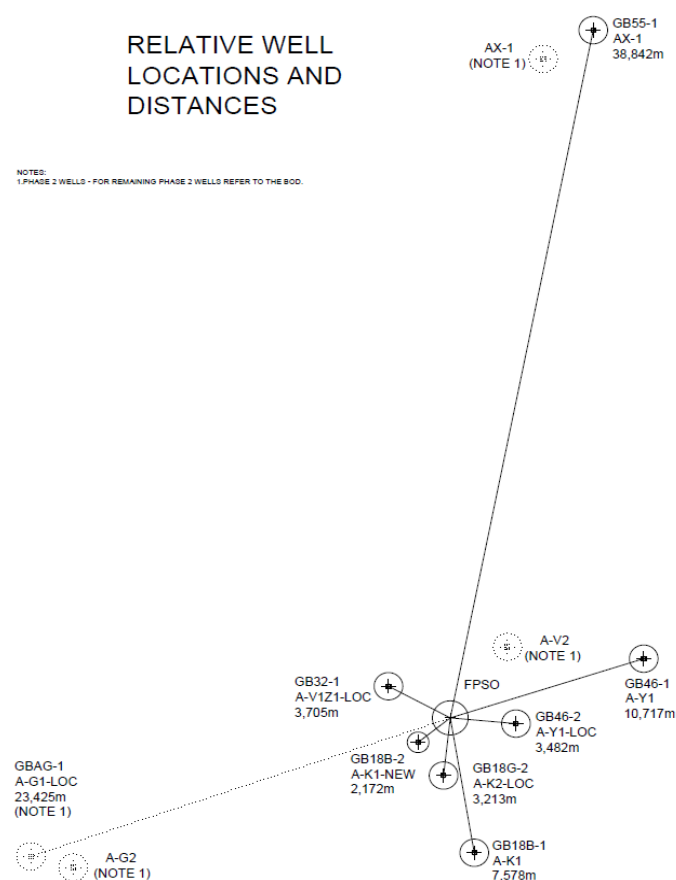 RELATIVE WELL
LOCATIONS AND
DISTANCES
NOTES:
1.PHASE 2 WELLS - FOR REMAINING PHASE 2 WELLS REFER TO THE BOD.
AX-1
(NOTE 1)
GB55-1
AX-1
38,842m
A-V2
(NOTE 1)
FPSO
GB32-1
A-V1Z1-LOC
3,705m
GB46-1
A-Y1
10,717m
GB46-2
A-Y1-LOC
3,482m
GB18B-2
A-K1-NEW
2,172m
GB18G-2
A-K2-LOC
3,213m
GBAG-1
A-G1-LOC
23,425m
(NOTE 1)
A-G2
(NOTE 1)
GB18B-1
A-K1
7,578m